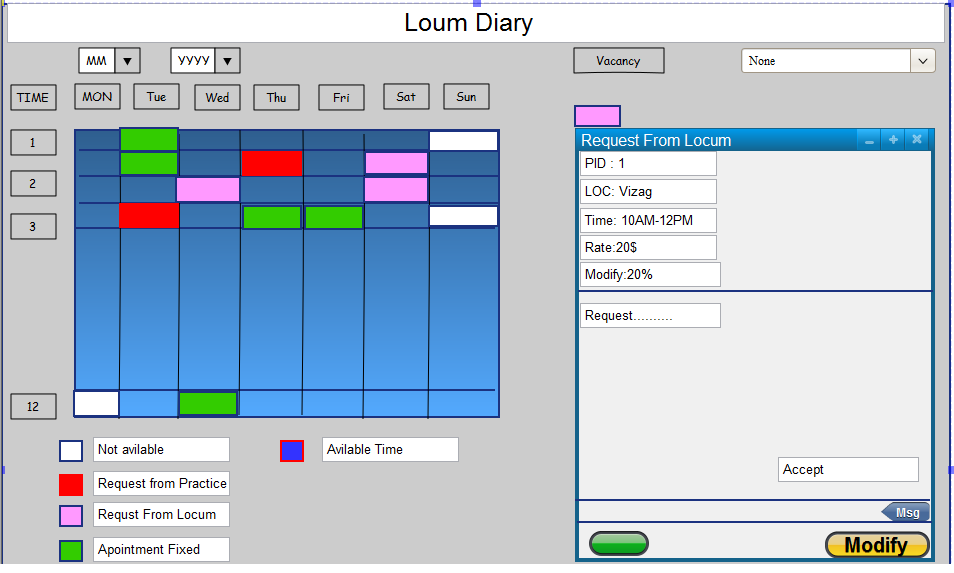 Loum Diary
MM
YYYY
Vacancy
None
TIME
MON
Tue
Wed
Thu
Fri
Sat
Sun
1
2
3
12
Request From Locum
PID : 1
LOC: Vizag
Time: 10AM-12PM
Rate:20$
Modify:20%
Request..........
Accept
Msg
Modify
Not avilable
Avilable Time
Request from Practice
Requst From Locum
Apointment Fixed